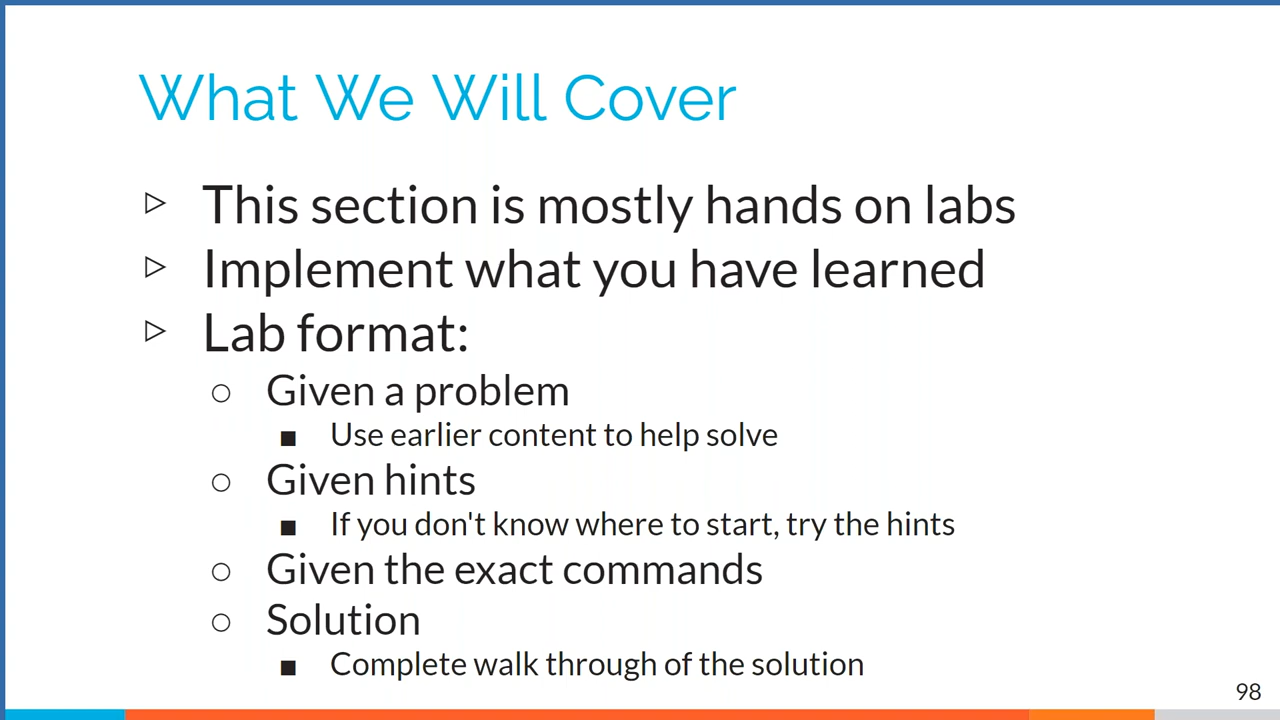 What We Will Cover
▷ This section is mostly hands on labs
▷ Implement what you have learned
▷ Lab format:
○ Given a problem
■ Use earlier content to help solve
○ Given hints
■ If you don't know where to start, try the hints
○ Given the exact commands
○ Solution
■ Complete walk through of the solution
98